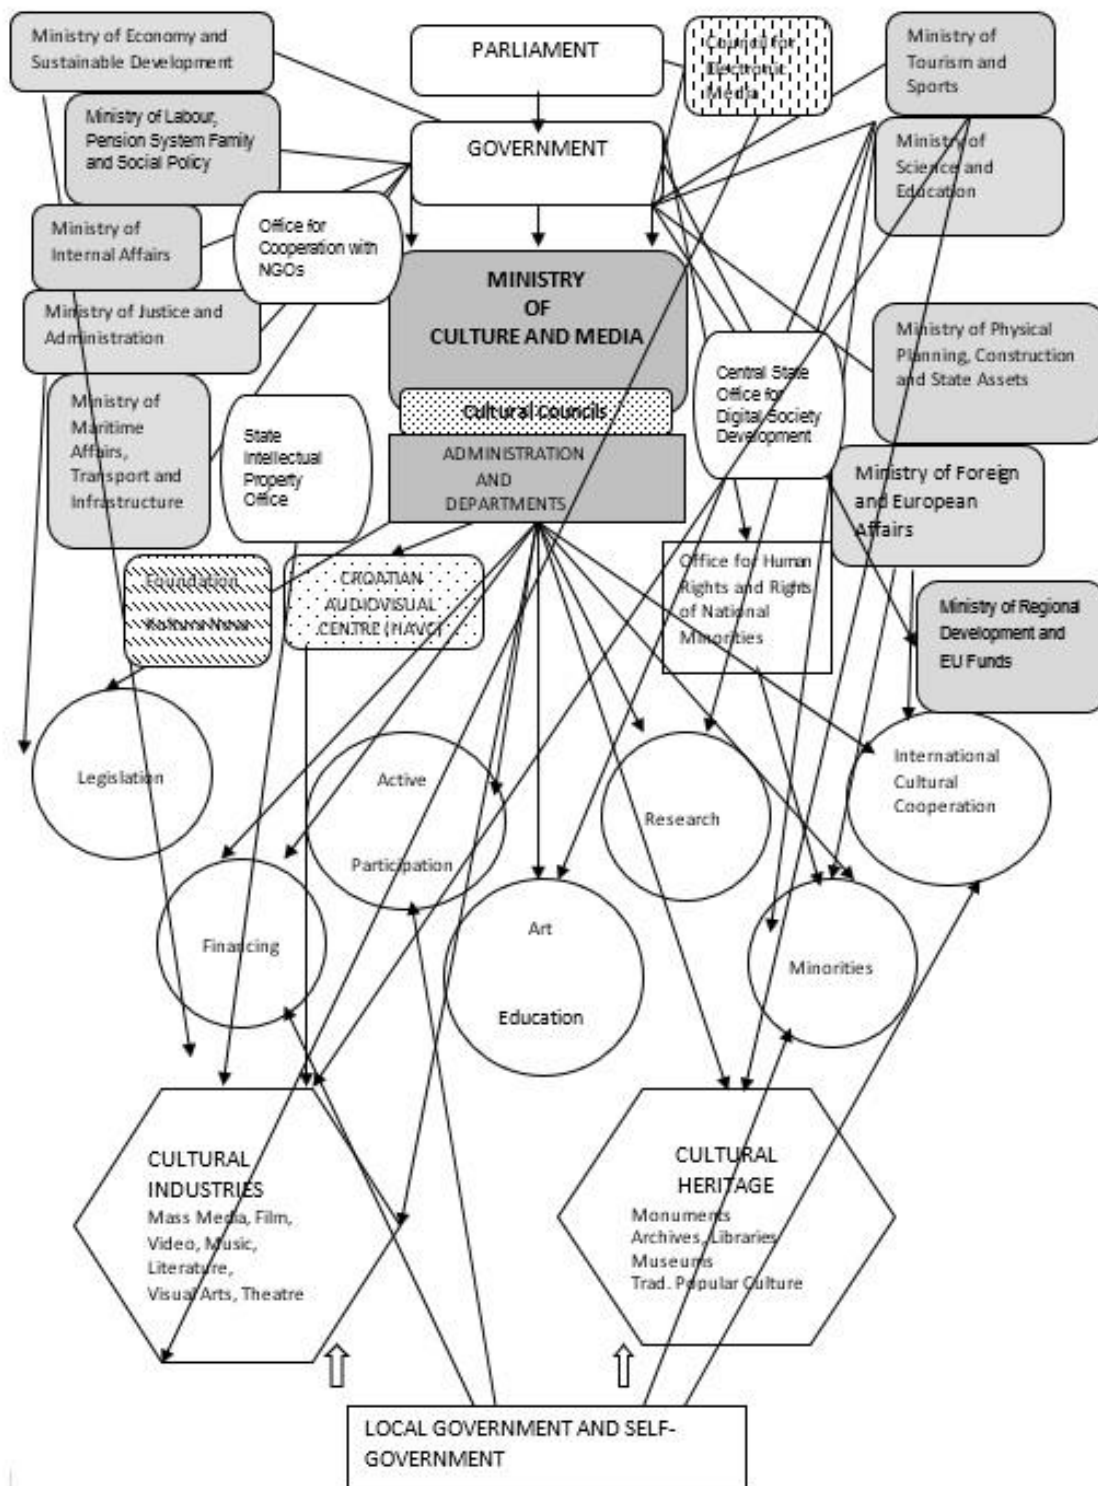 Ministry of Economy and
Sustainable Development
PARLIAMENT
Council for
Electronic
Media
Ministry of
Tourism and
Sports
Ministry of Labour,
Pension System Family
and Social Policy
GOVERNMENT
Ministry of
Science and
Education
Ministry of
Internal Affairs
Office for
Cooperation with
NGOs
MINISTRY
OF
CULTURE AND MEDIA
Ministry of Justice and
Administration
Ministry of Physical
Planning, Construction
and State Assets
Central State
Office for
Digital Society
Development
Cultural Councils
Ministry of
Maritime
Affairs,
Transport and
Infrastructure
State
Intellectual
Property
Office
ADMINISTRATION
AND
DEPARTMENTS
Ministry of Foreign
and European
Affairs
Foundation
Kultura Nova
CROATIAN
AUDIOVISUAL
CENTRE (HAVC)
Office for Human
Rights and Rights
of National
Minorities
Ministry of Regional
Development and
EU Funds
Legislation
Active
Participation
Research
International
Cultural
Cooperation
Financing
Art
Education
Minorities
CULTURAL
INDUSTRIES
Mass Media, Film,
Video, Music,
Literature,
Visual Arts, Theatre
CULTURAL
HERITAGE
Monuments
Archives, Libraries
Museums
Trad. Popular Culture
LOCAL GOVERNMENT AND SELF-
GOVERNMENT